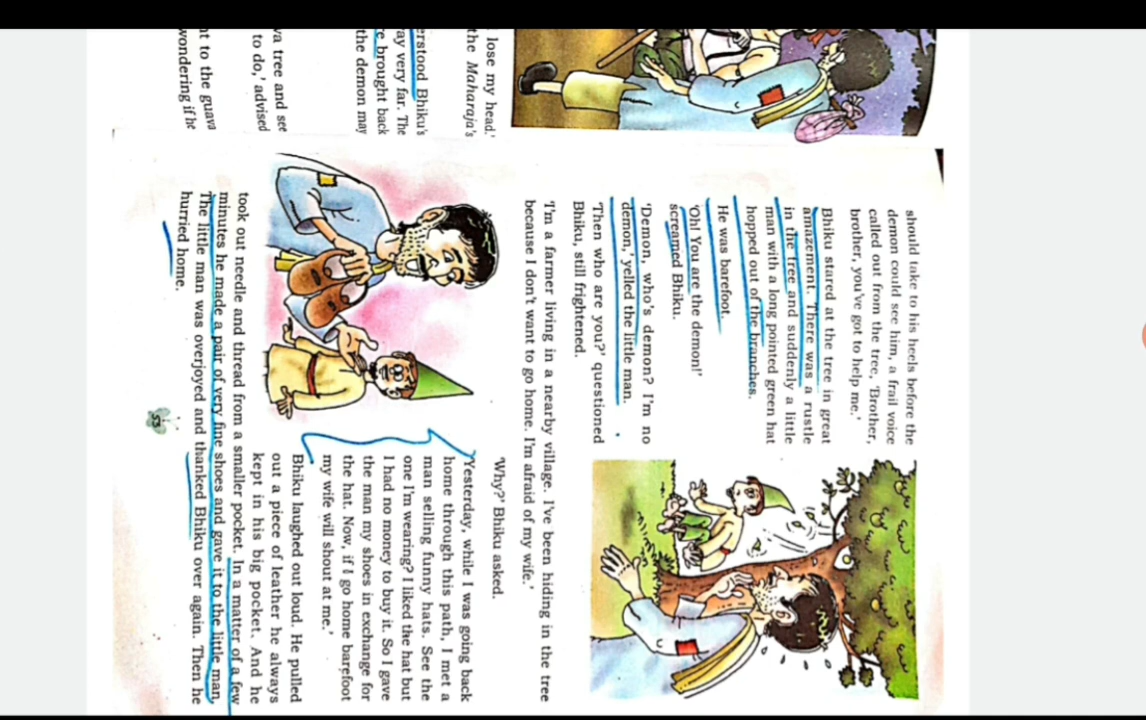 lose my head.'
the Maharaja's
erstood Bhiku's
ay very far. The
e brought back
the demon may
va tree and see
to do,' advised
nt to the guava
wondering if he
should take to his heels before the
demon could see him, a frail voice
called out from the tree, 'Brother,
brother, you've got to help me.'
Bhiku stared at the tree in great
amazement. There was a rustle
in the tree and suddenly a little
man with a long pointed green hat
hopped out of the branches.
He was barefoot.
'Oh! You are the demon!'
screamed Bhiku.
'Demon, who's demon? I'm no
demon,' yelled the little man.
'Then who are you?' questioned
Bhiku, still frightened.
'I'm a farmer living in a nearby village. I've been hiding in the tree
because I don't want to go home. I'm afraid of my wife.'
'Why?' Bhiku asked.
'Yesterday, while I was going back
home through this path, I met a
man selling funny hats. See the
one I'm wearing? I liked the hat but
I had no money to buy it. So I gave
the man my shoes in exchange for
the hat. Now, if I go home barefoot
my wife will shout at me.'
Bhiku laughed out loud. He pulled
out a piece of leather he always
kept in his big pocket. And he
took out needle and thread from a smaller pocket. In a matter of a few
minutes he made a pair of very fine shoes and gave it to the little man.
The little man was overjoyed and thanked Bhiku over again. Then he
hurried home.
53